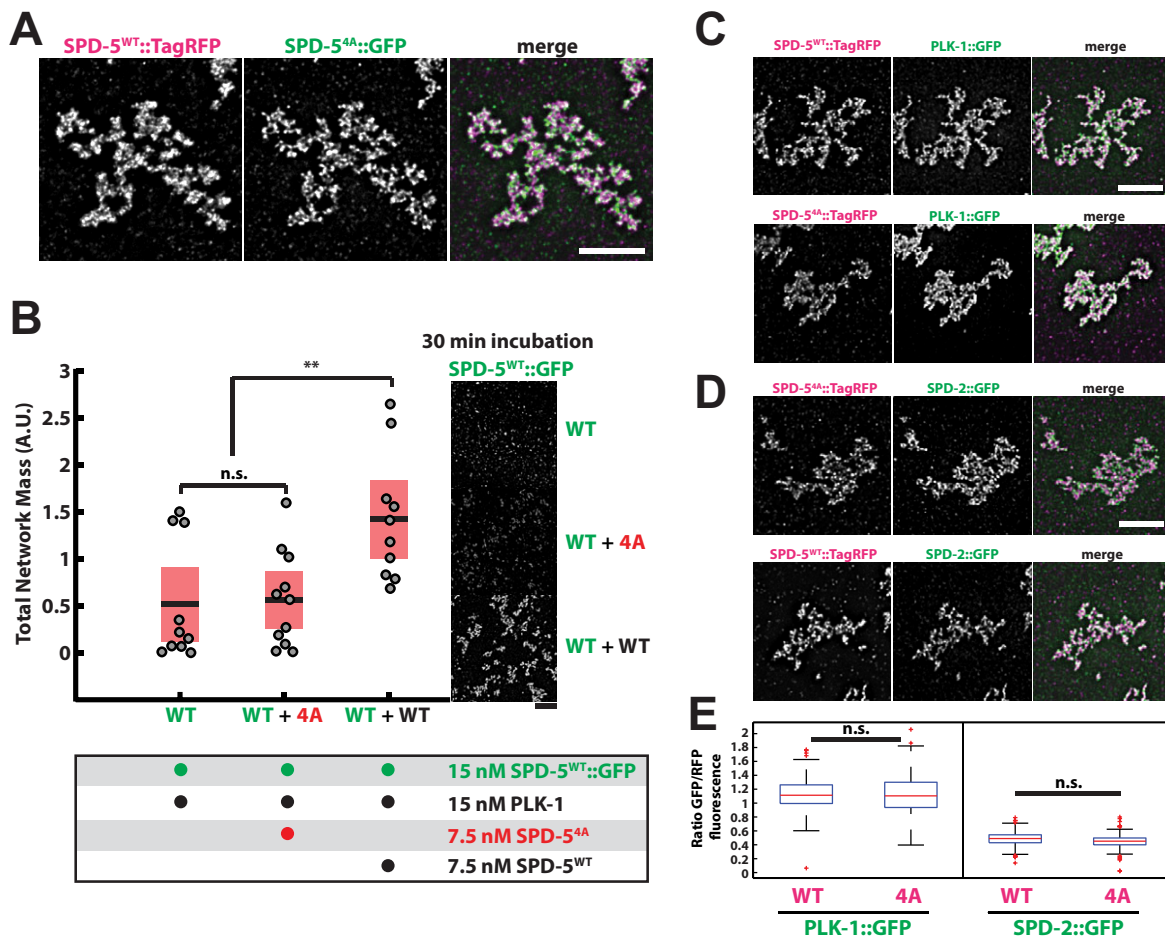 A
SPD-5WT::TagRFP SPD-54A::GFP merge
B
30 min incubation
SPD-5WT::GFP
WT
WT + 4A
WT + WT
Total Network Mass (A.U.)
3
2.5
2
1.5
1
0.5
0
**
n.s.
WT WT + 4A WT + WT
15 nM SPD-5WT::GFP
15 nM PLK-1
7.5 nM SPD-54A
7.5 nM SPD-5WT
C
SPD-5WT::TagRFP PLK-1::GFP merge
SPD-54A::TagRFP PLK-1::GFP merge
D
SPD-54A::TagRFP SPD-2::GFP merge
SPD-5WT::TagRFP SPD-2::GFP merge
E
Ratio GFP/RFP
fluorescence
2
1.8
1.6
1.2
1
0.8
0.6
0.4
0.2
0
n.s.
n.s.
WT 4A WT 4A
PLK-1::GFP SPD-2::GFP